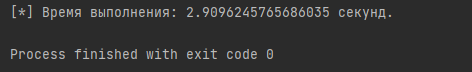 [*] Время выполнения: 2.9096245765686035 секунд.
Process finished with exit code 0